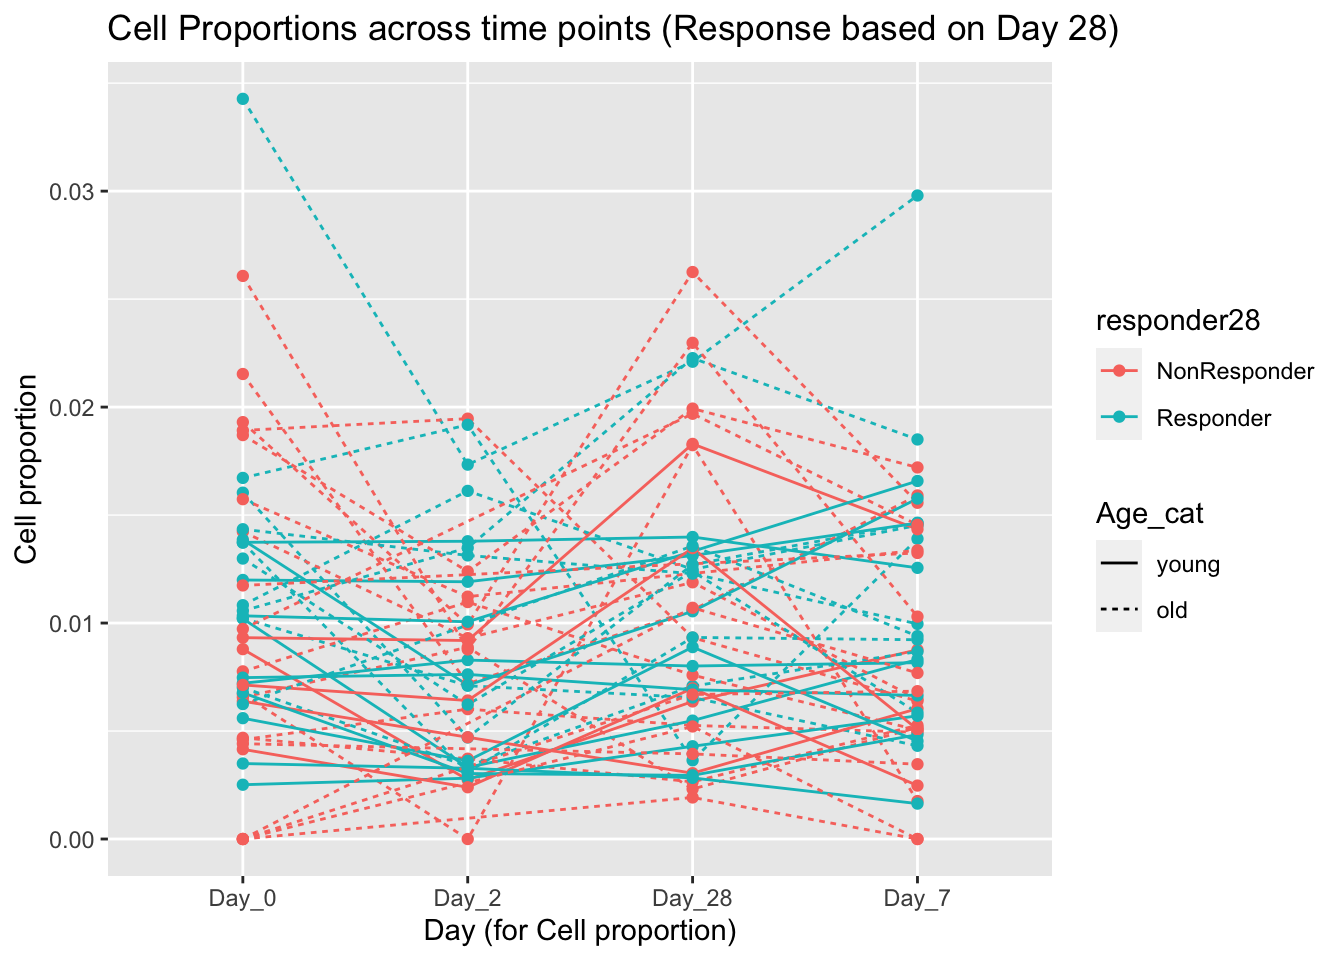 Cell Proportions across time points (Response based on Day 28)
Cell proportion
0.03
0.02
0.01
0.00
Day_0
Day_2
Day_28
Day_7
Day (for Cell proportion)
responder28
NonResponder
Responder
Age_cat
young
old